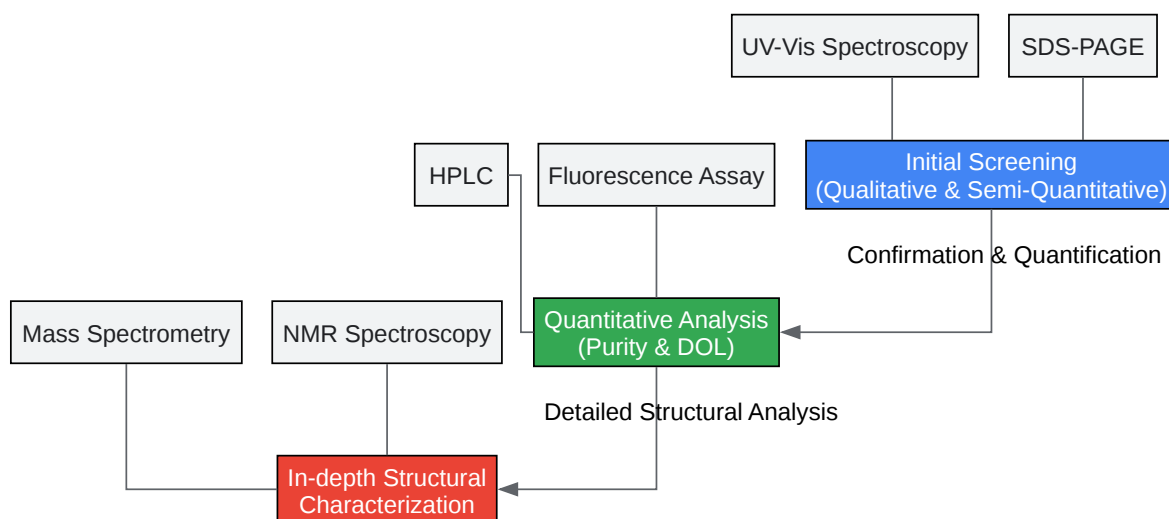 UV-Vis Spectroscopy
SDS-PAGE
Initial Screening
(Qualitative & Semi-Quantitative)
HPLC
Fluorescence Assay
Confirmation & Quantification
Quantitative Analysis
(Purity & DOL)
Mass Spectrometry
NMR Spectroscopy
Detailed Structural Analysis
In-depth Structural
Characterization